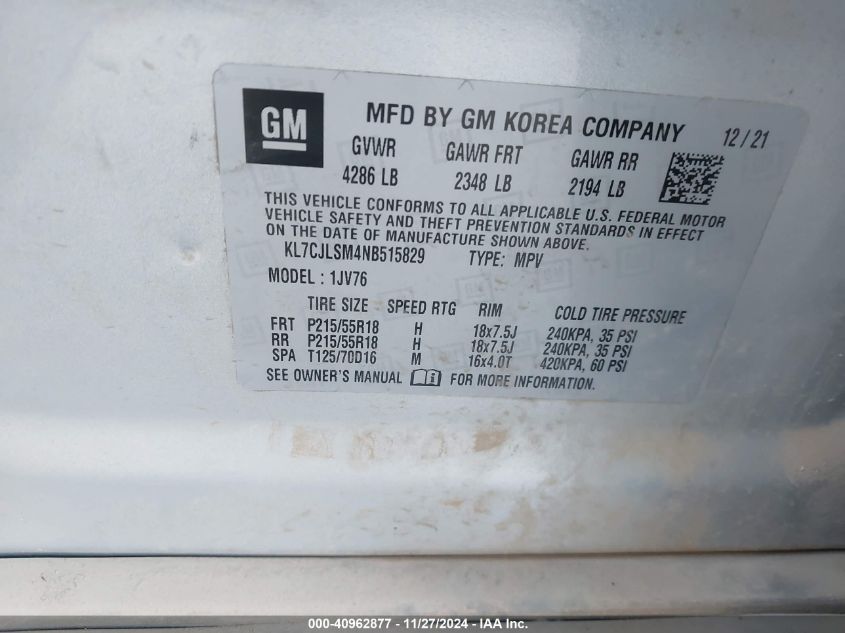 GM MFD BY GM KOREA COMPANY 12/21
GVWR GAWR FRT GAWR RR
4286 LB 2348 LB 2194 LB
THIS VEHICLE CONFORMS TO ALL APPLICABLE U.S. FEDERAL MOTOR
VEHICLE SAFETY AND THEFT PREVENTION STANDARDS IN EFFECT
ON THE DATE OF MANUFACTURE SHOWN ABOVE.
KL7CJLSM4NB515829 TYPE: MPV
MODEL : 1JV76
TIRE SIZE SPEED RTG RIM COLD TIRE PRESSURE
FRT P215/55R18 H 18x7.5J 240KPA, 35 PSI
RR P215/55R18 H 18x7.5J 240KPA, 35 PSI
SPA T125/70D16 M 16x4.0T 420KPA, 60 PSI
SEE OWNER'S MANUAL FOR MORE INFORMATION.
000-40962877 - 11/27/2024 - IAA Inc.